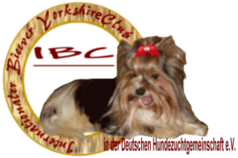 Internationaler Biewer YorkshireClub
IBC
in der Deutschen Hundezuchtgemeinschaft e.V.